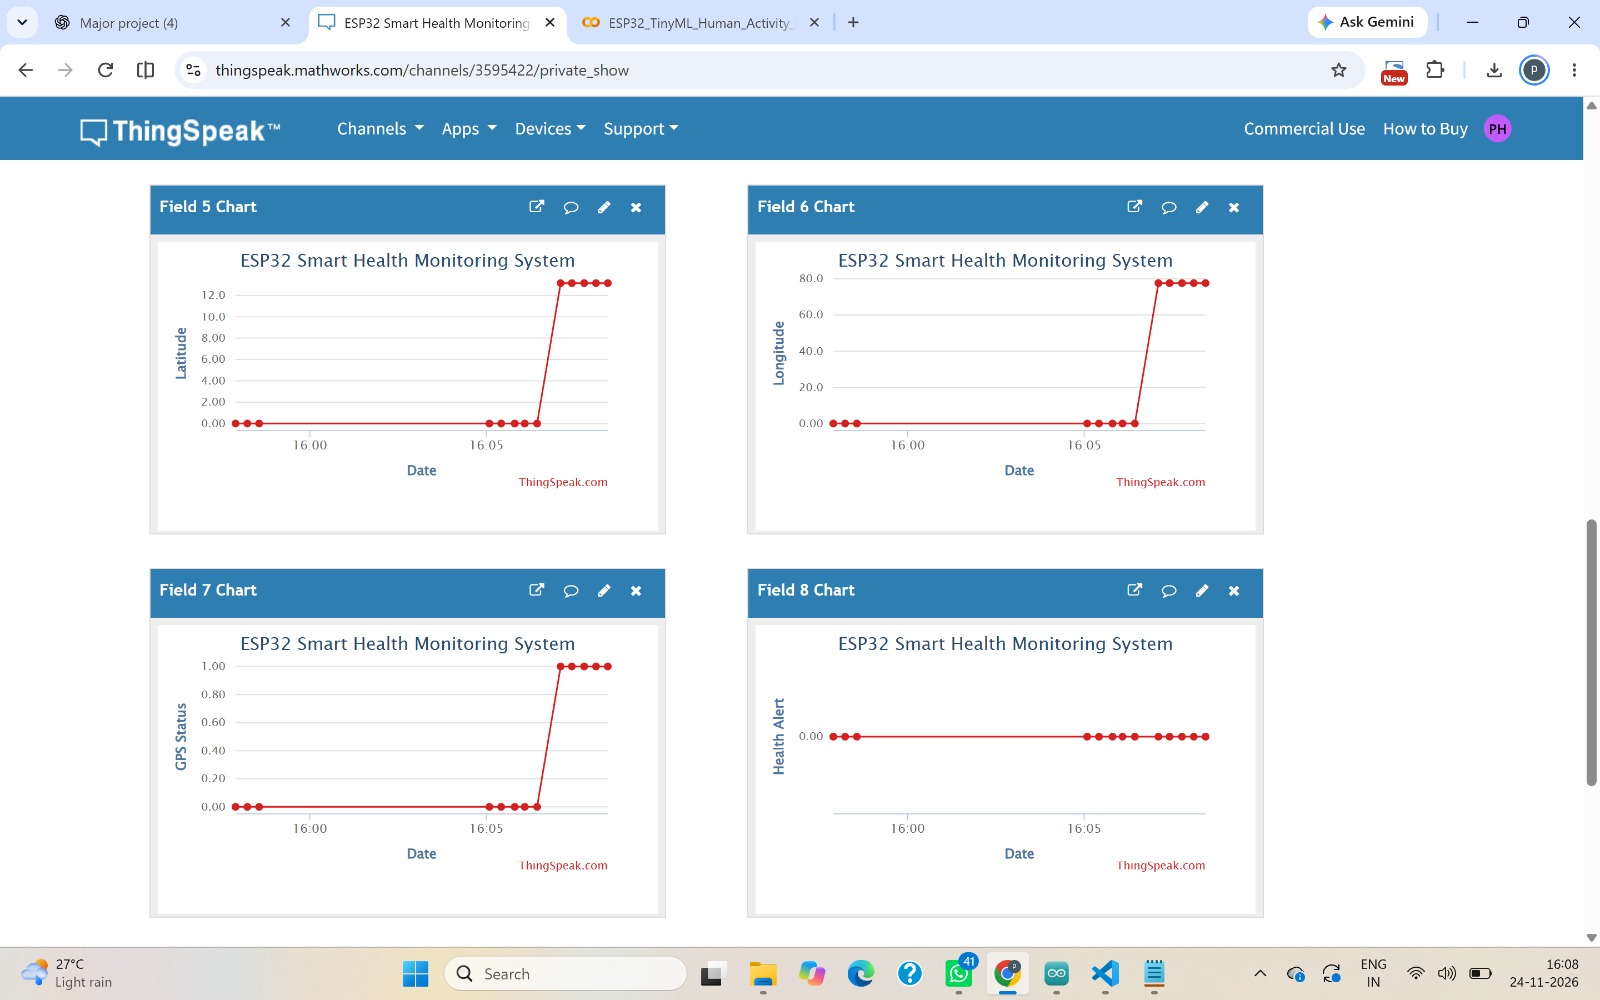 Major project (4)
ESP32 Smart Health Monitoring
ESP32_TinyML_Human_Activity_
Ask Gemini
thingspeak.mathworks.com/channels/3595422/private_show
New
P
ThingSpeak™
Channels
Apps
Devices
Support
Commercial Use
How to Buy
PH
Field 5 Chart
ESP32 Smart Health Monitoring System
Latitude
12.0
10.0
8.00
6.00
4.00
2.00
0.00
16:00
16:05
Date
ThingSpeak.com
Field 6 Chart
ESP32 Smart Health Monitoring System
Longitude
80.0
60.0
40.0
20.0
0.00
16:00
16:05
Date
ThingSpeak.com
Field 7 Chart
ESP32 Smart Health Monitoring System
GPS Status
1.00
0.80
0.60
0.40
0.20
0.00
16:00
16:05
Date
ThingSpeak.com
Field 8 Chart
ESP32 Smart Health Monitoring System
Health Alert
0.00
16:00
16:05
Date
ThingSpeak.com
27°C
Light rain
Search
41
ENG
IN
16:08
24-11-2026